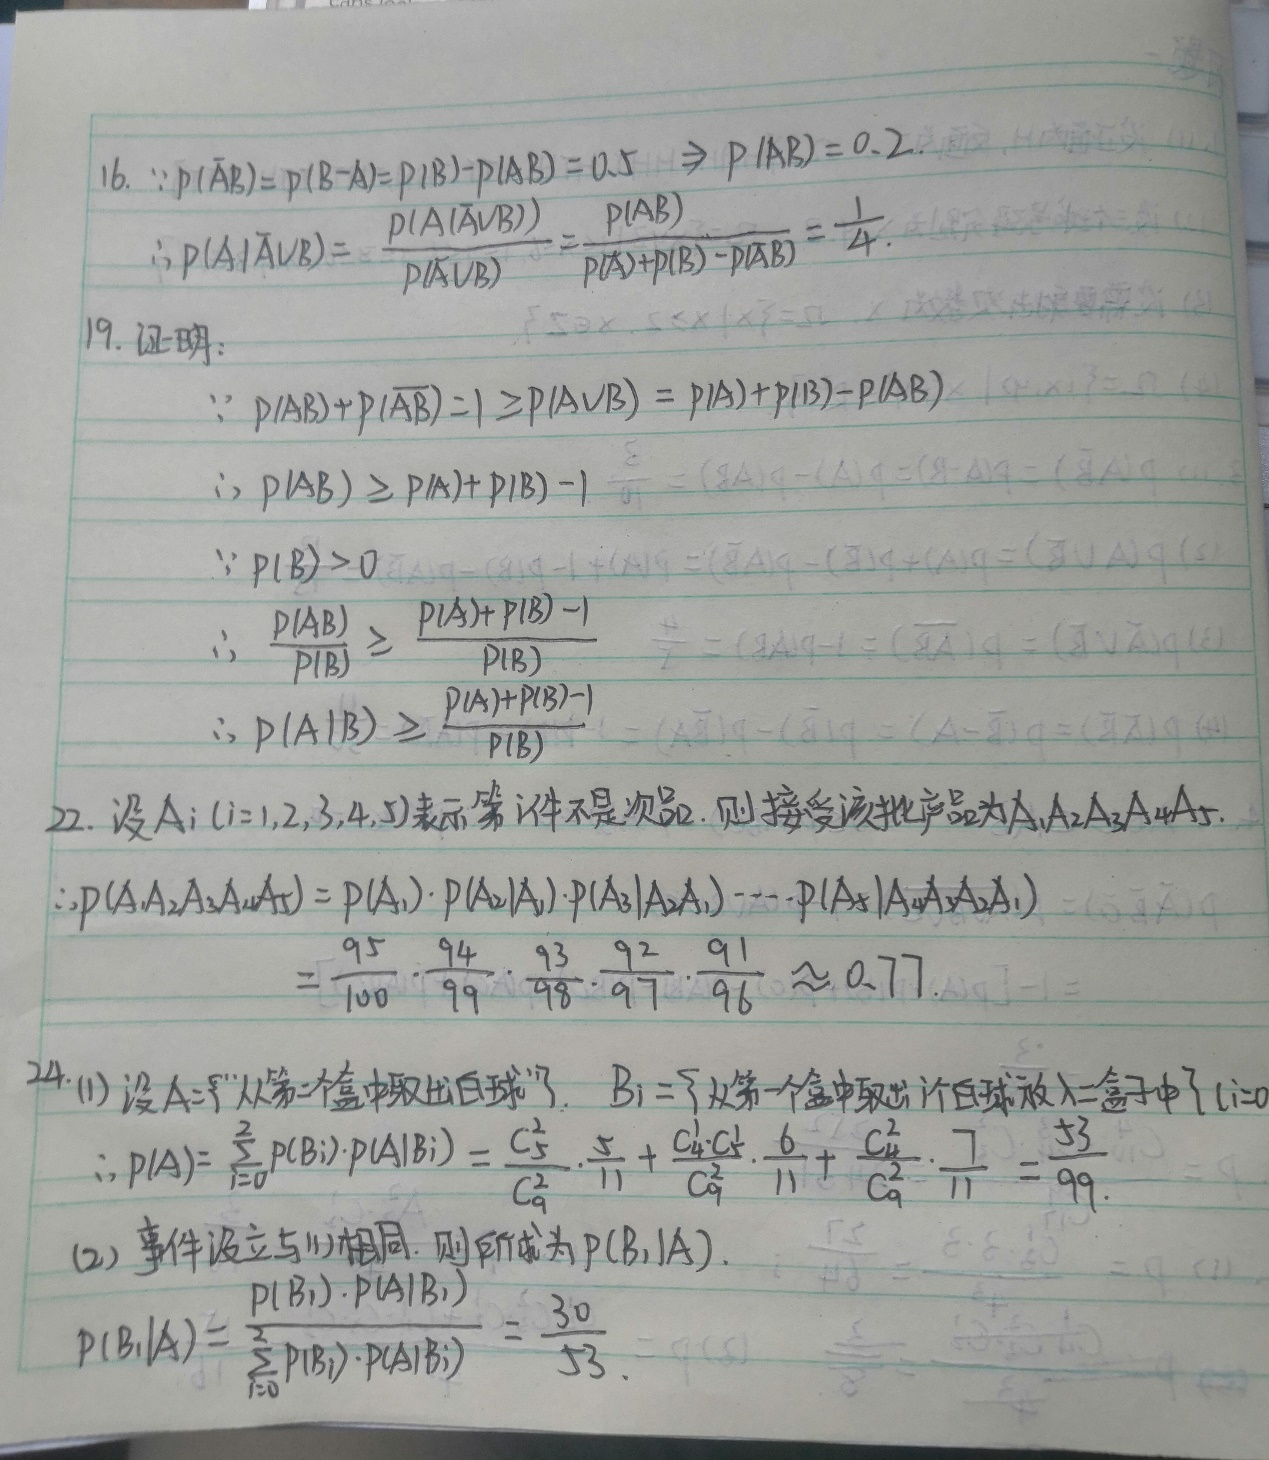 16. ∵P(ĀB)=P(B-A)=P(B)-P(AB)=0.5 ⇒ P(AB)=0.2.
∴P(A|Ā∪B)= P(A(Ā∪B))/P(Ā∪B) = P(AB)/(P(Ā)+P(B)-P(ĀB)) = 1/4.
19. 证明:
∵ P(AB)+P(A̅B̅)=1 ≥P(A∪B) = P(A)+P(B)-P(AB)
∴ P(AB) ≥ P(A)+P(B)-1
∵ P(B)>0
∴ P(AB)/P(B) ≥ (P(A)+P(B)-1)/P(B)
∴ P(A|B) ≥ (P(A)+P(B)-1)/P(B)
22. 设Ai(i=1,2,3,4,5)表示第i件不是次品. 则接受该批产品为A₁A₂A₃A₄A₅.
∴P(A₁A₂A₃A₄A₅) = P(A₁)·P(A₂|A₁)·P(A₃|A₂A₁)----P(A₅|A₄A₃A₂A₁)
= 95/100 · 94/99 · 93/98 · 92/97 · 91/96 ≈ 0.77.
24. (1) 设A={"从第二个盒中取出白球"}. Bi={从第一个盒中取出i个白球放入二盒子中}(i=0
∴ P(A)= ∑_{i=0}^{2} P(Bi)·P(A|Bi) = C₅²/C₉² · 5/11 + C₄¹·C₅¹/C₉² · 6/11 + C₄²/C₉² · 7/11 = 53/99.
(2) 事件设立与(1)相同. 则所求为P(B₁|A).
P(B₁|A)= P(B₁)·P(A|B₁)/∑_{i=0}^{2} P(Bi)·P(A|Bi) = 30/53.